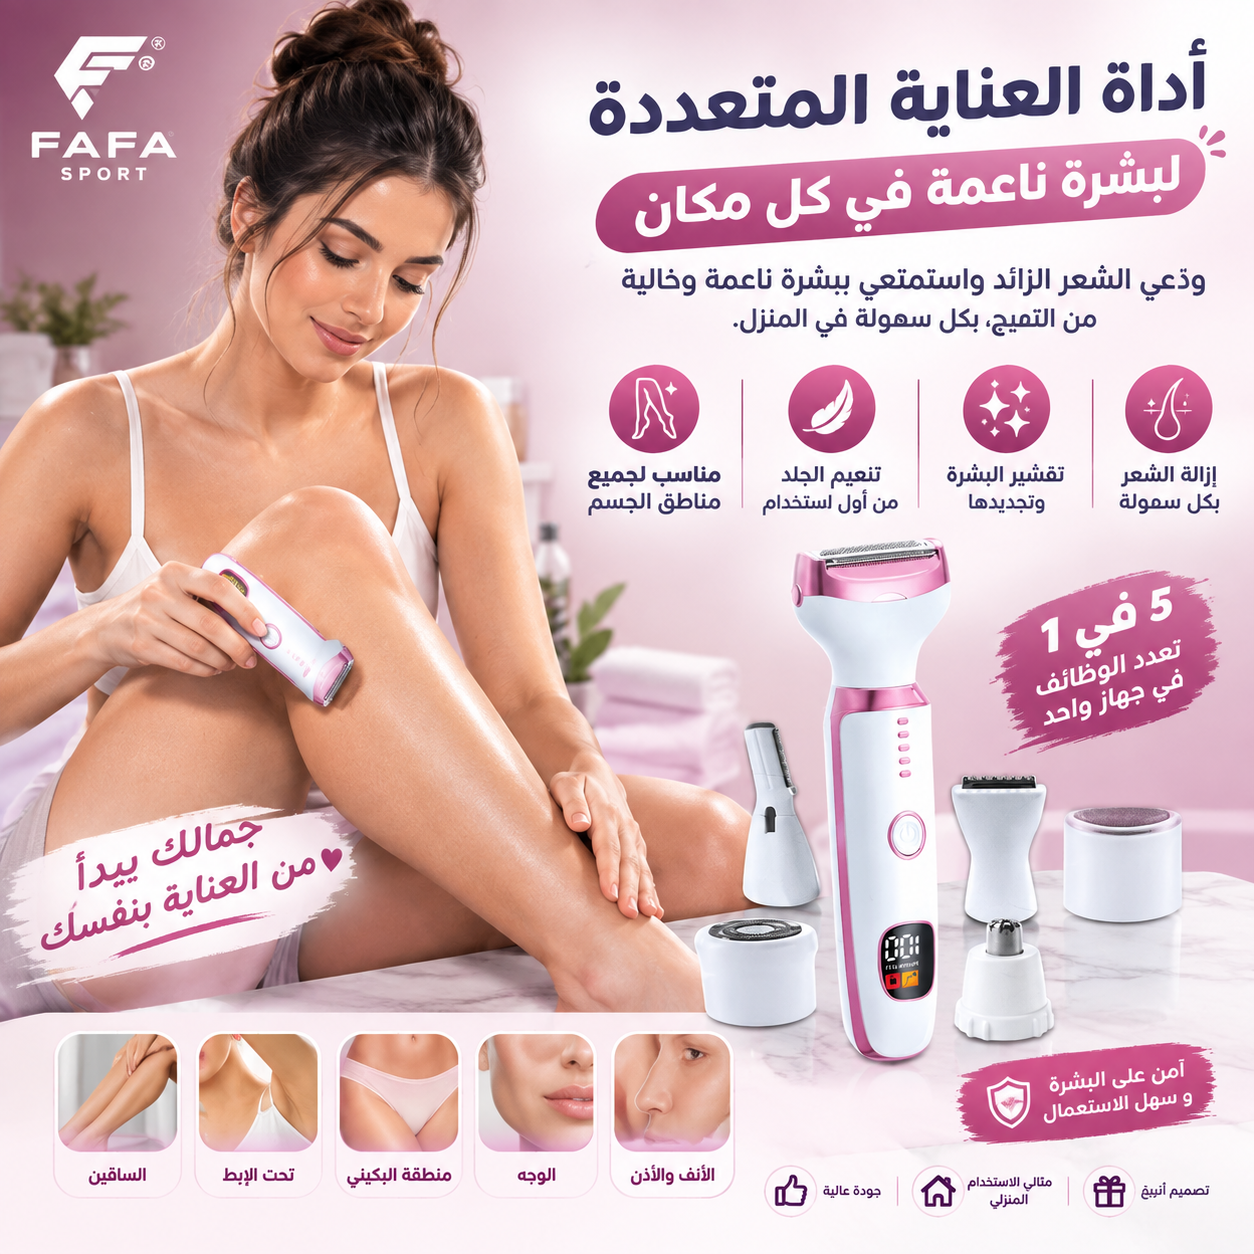 FAFA
SPORT
أداة العناية المتعددة
لبشرة ناعمة في كل مكان
ودّعي الشعر الزائد واستمتعي ببشرة ناعمة وخالية
من التهيج، بكل سهولة في المنزل.
إزالة الشعر
بكل سهولة
تقشير البشرة
وتجديدها
تنعيم الجلد
من أول استخدام
مناسب لجميع
مناطق الجسم
5 في 1
تعدد الوظائف
في جهاز واحد
جمالك يبدأ
من العناية بنفسك
آمن على البشرة
و سهل الاستعمال
الأنف والأذن
الوجه
منطقة البكيني
تحت الإبط
الساقين
تصميم أنيق
مثالي الاستخدام
المنزلي
جودة عالية